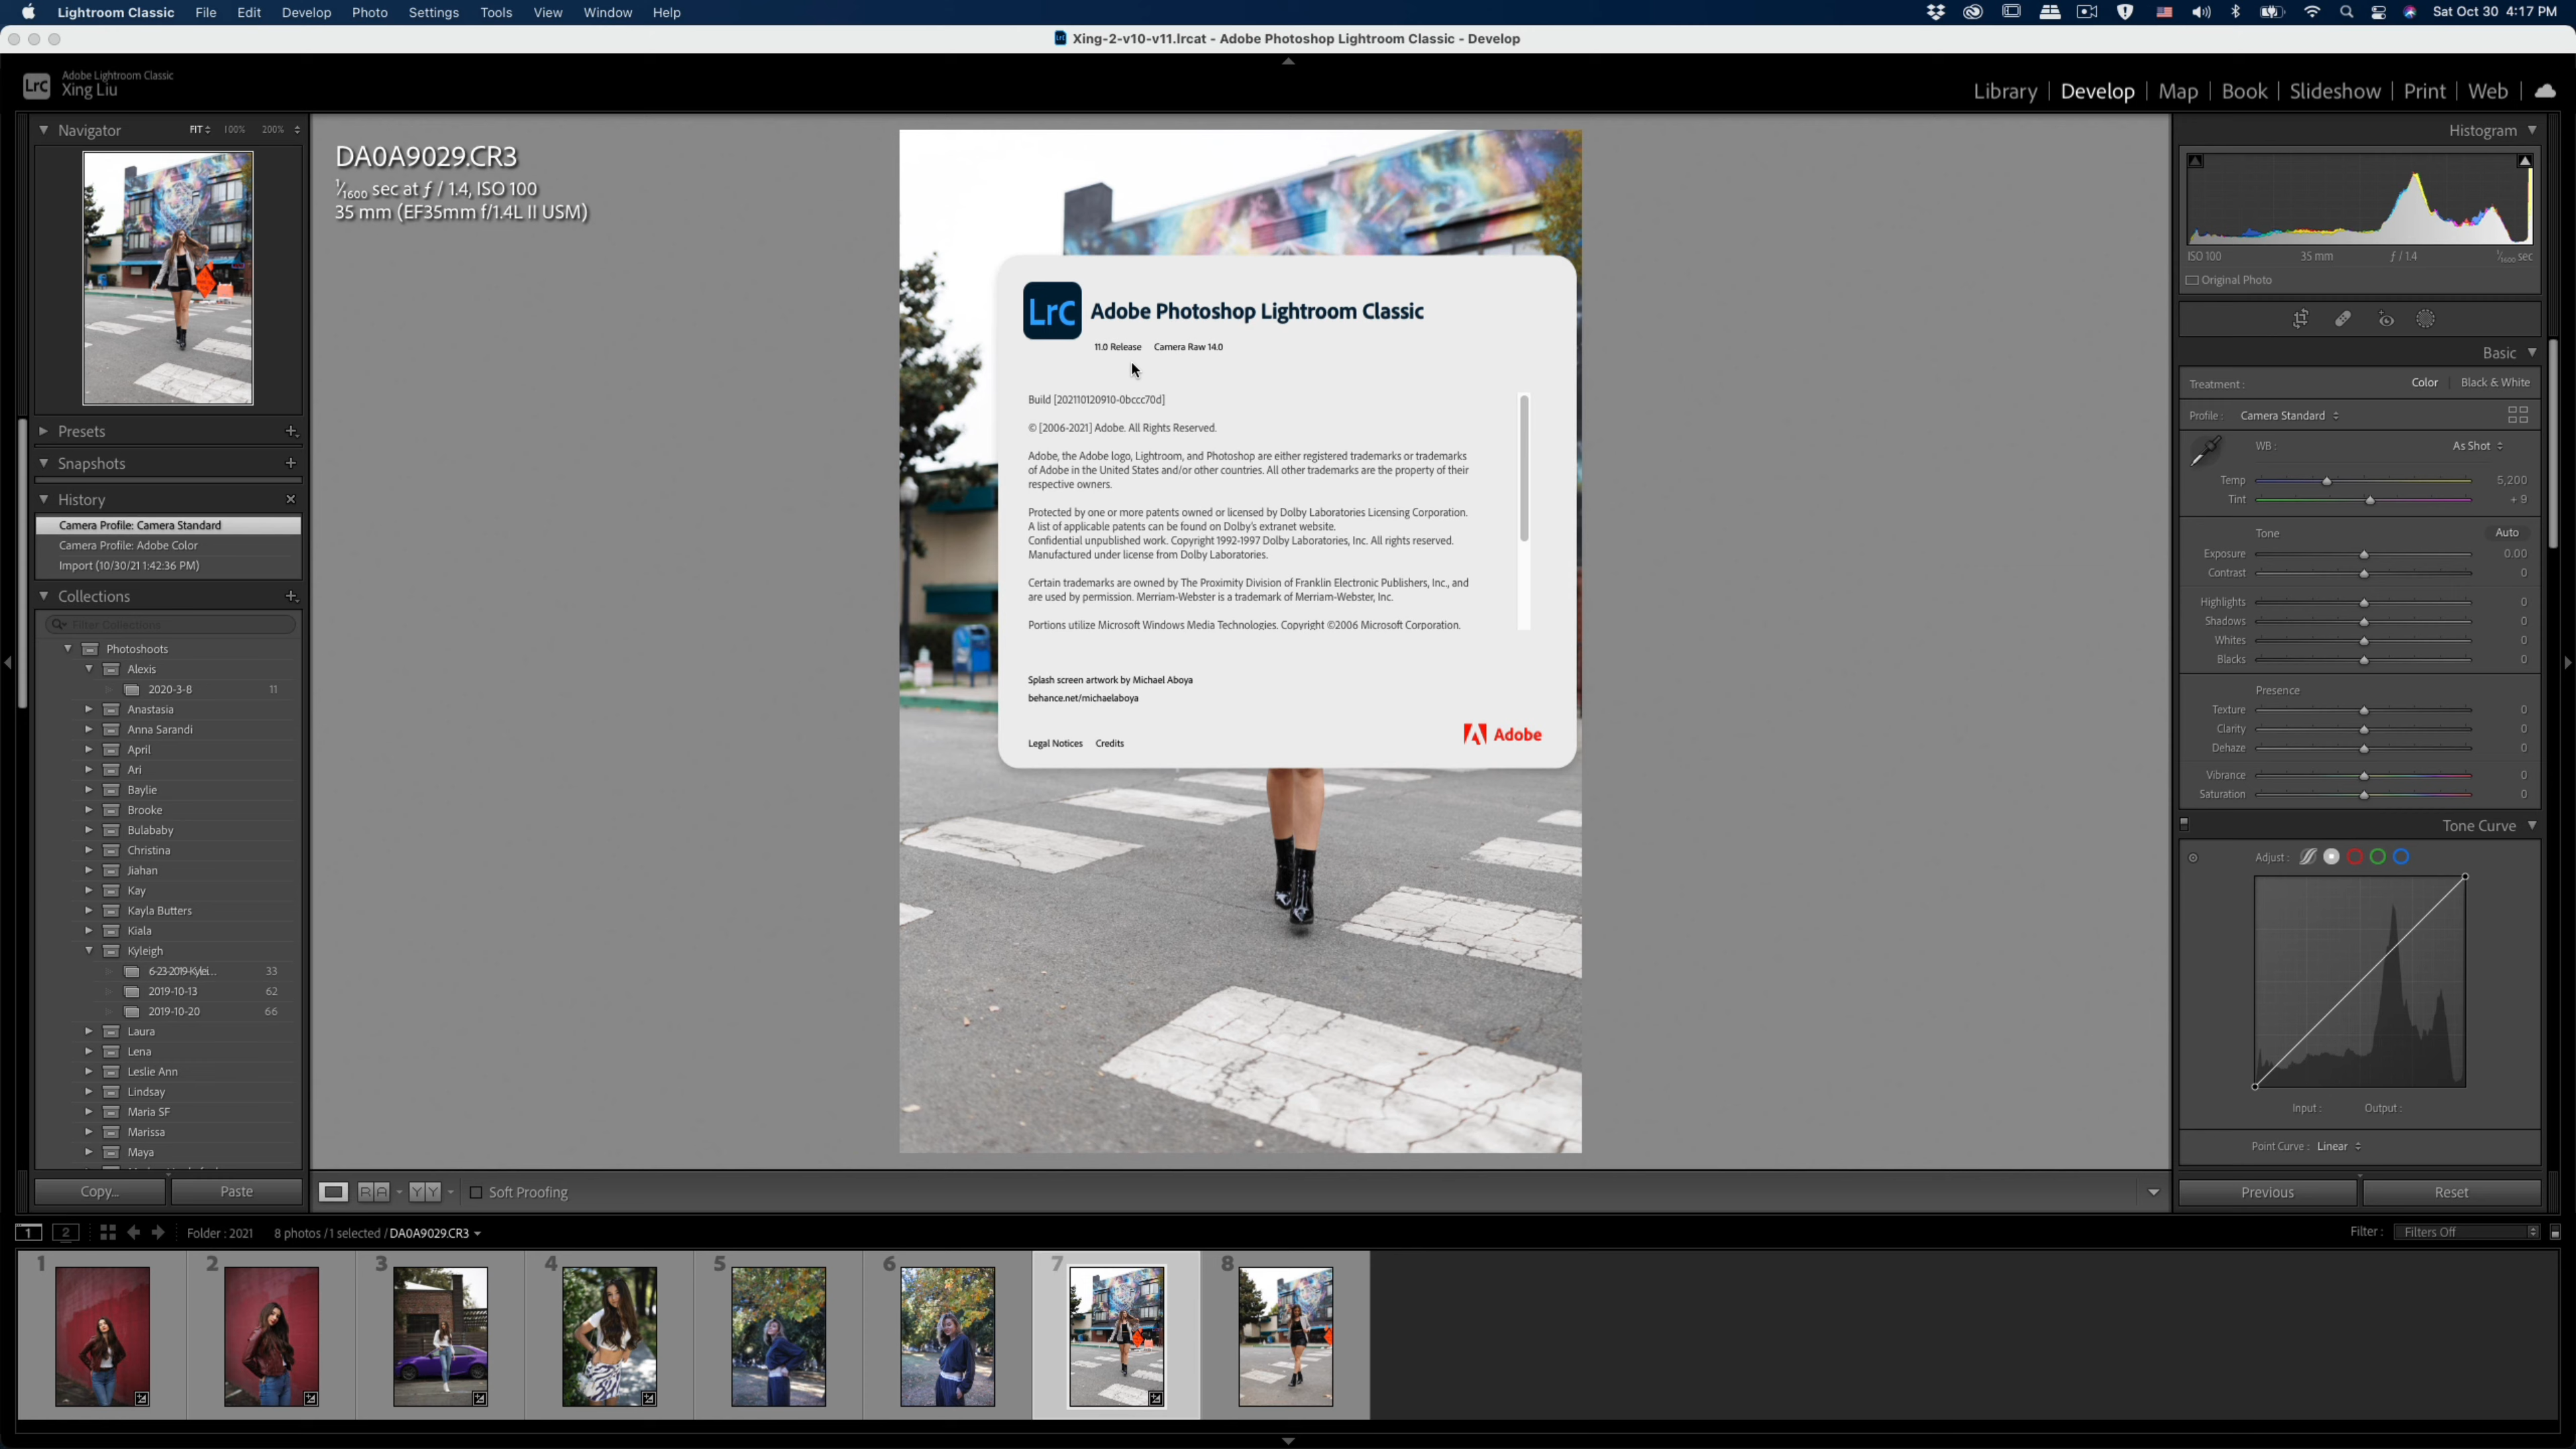 Lightroom Classic File Edit Develop Photo Settings Tools View Window Help
Sat Oct 30 4:17 PM
Xing-2-v10-v11.lrcat - Adobe Photoshop Lightroom Classic - Develop
LrC
Adobe Lightroom Classic
Xing Liu
Library | Develop | Map | Book | Slideshow | Print | Web
Navigator FIT 100% 200%
Presets
Snapshots
History
Camera Profile: Camera Standard
Camera Profile: Adobe Color
Import (10/30/21 1:42:36 PM)
Collections
Filter Collections
Photoshoots
Alexis
2020-3-8 11
Anastasia
Anna Sarandi
April
Ari
Baylie
Brooke
Bulababy
Christina
Jiahan
Kay
Kayla Butters
Kiala
Kyleigh
6-23-2019-Kylei... 33
2019-10-13 62
2019-10-20 66
Laura
Lena
Leslie Ann
Lindsay
Maria SF
Marissa
Maya
Copy... Paste
DA0A9029.CR3
1/1600 sec at ƒ / 1.4, ISO 100
35 mm (EF35mm f/1.4L II USM)
LrC Adobe Photoshop Lightroom Classic
11.0 Release Camera Raw 14.0
Build [202110120910-0bccc70d]
© [2006-2021] Adobe. All Rights Reserved.
Adobe, the Adobe logo, Lightroom, and Photoshop are either registered trademarks or trademarks
of Adobe in the United States and/or other countries. All other trademarks are the property of their
respective owners.
Protected by one or more patents owned or licensed by Dolby Laboratories Licensing Corporation.
A list of applicable patents can be found on Dolby's extranet website.
Confidential unpublished work. Copyright 1992-1997 Dolby Laboratories, Inc. All rights reserved.
Manufactured under license from Dolby Laboratories.
Certain trademarks are owned by The Proximity Division of Franklin Electronic Publishers, Inc., and
are used by permission. Merriam-Webster is a trademark of Merriam-Webster, Inc.
Portions utilize Microsoft Windows Media Technologies. Copyright ©2006 Microsoft Corporation.
Splash screen artwork by Michael Aboya
behance.net/michaelaboya
Legal Notices Credits
Adobe
Histogram
ISO 100 35 mm ƒ / 1.4 1/1600 sec
Original Photo
Basic
Treatment : Color Black & White
Profile : Camera Standard
WB : As Shot
Temp 5,200
Tint + 9
Tone Auto
Exposure 0.00
Contrast 0
Highlights 0
Shadows 0
Whites 0
Blacks 0
Presence
Texture 0
Clarity 0
Dehaze 0
Vibrance 0
Saturation 0
Tone Curve
Adjust :
Input : Output :
Point Curve : Linear
Previous Reset
R A Y Y Soft Proofing
1 2 Folder : 2021 8 photos / 1 selected / DA0A9029.CR3
Filter : Filters Off
1 2 3 4 5 6 7 8